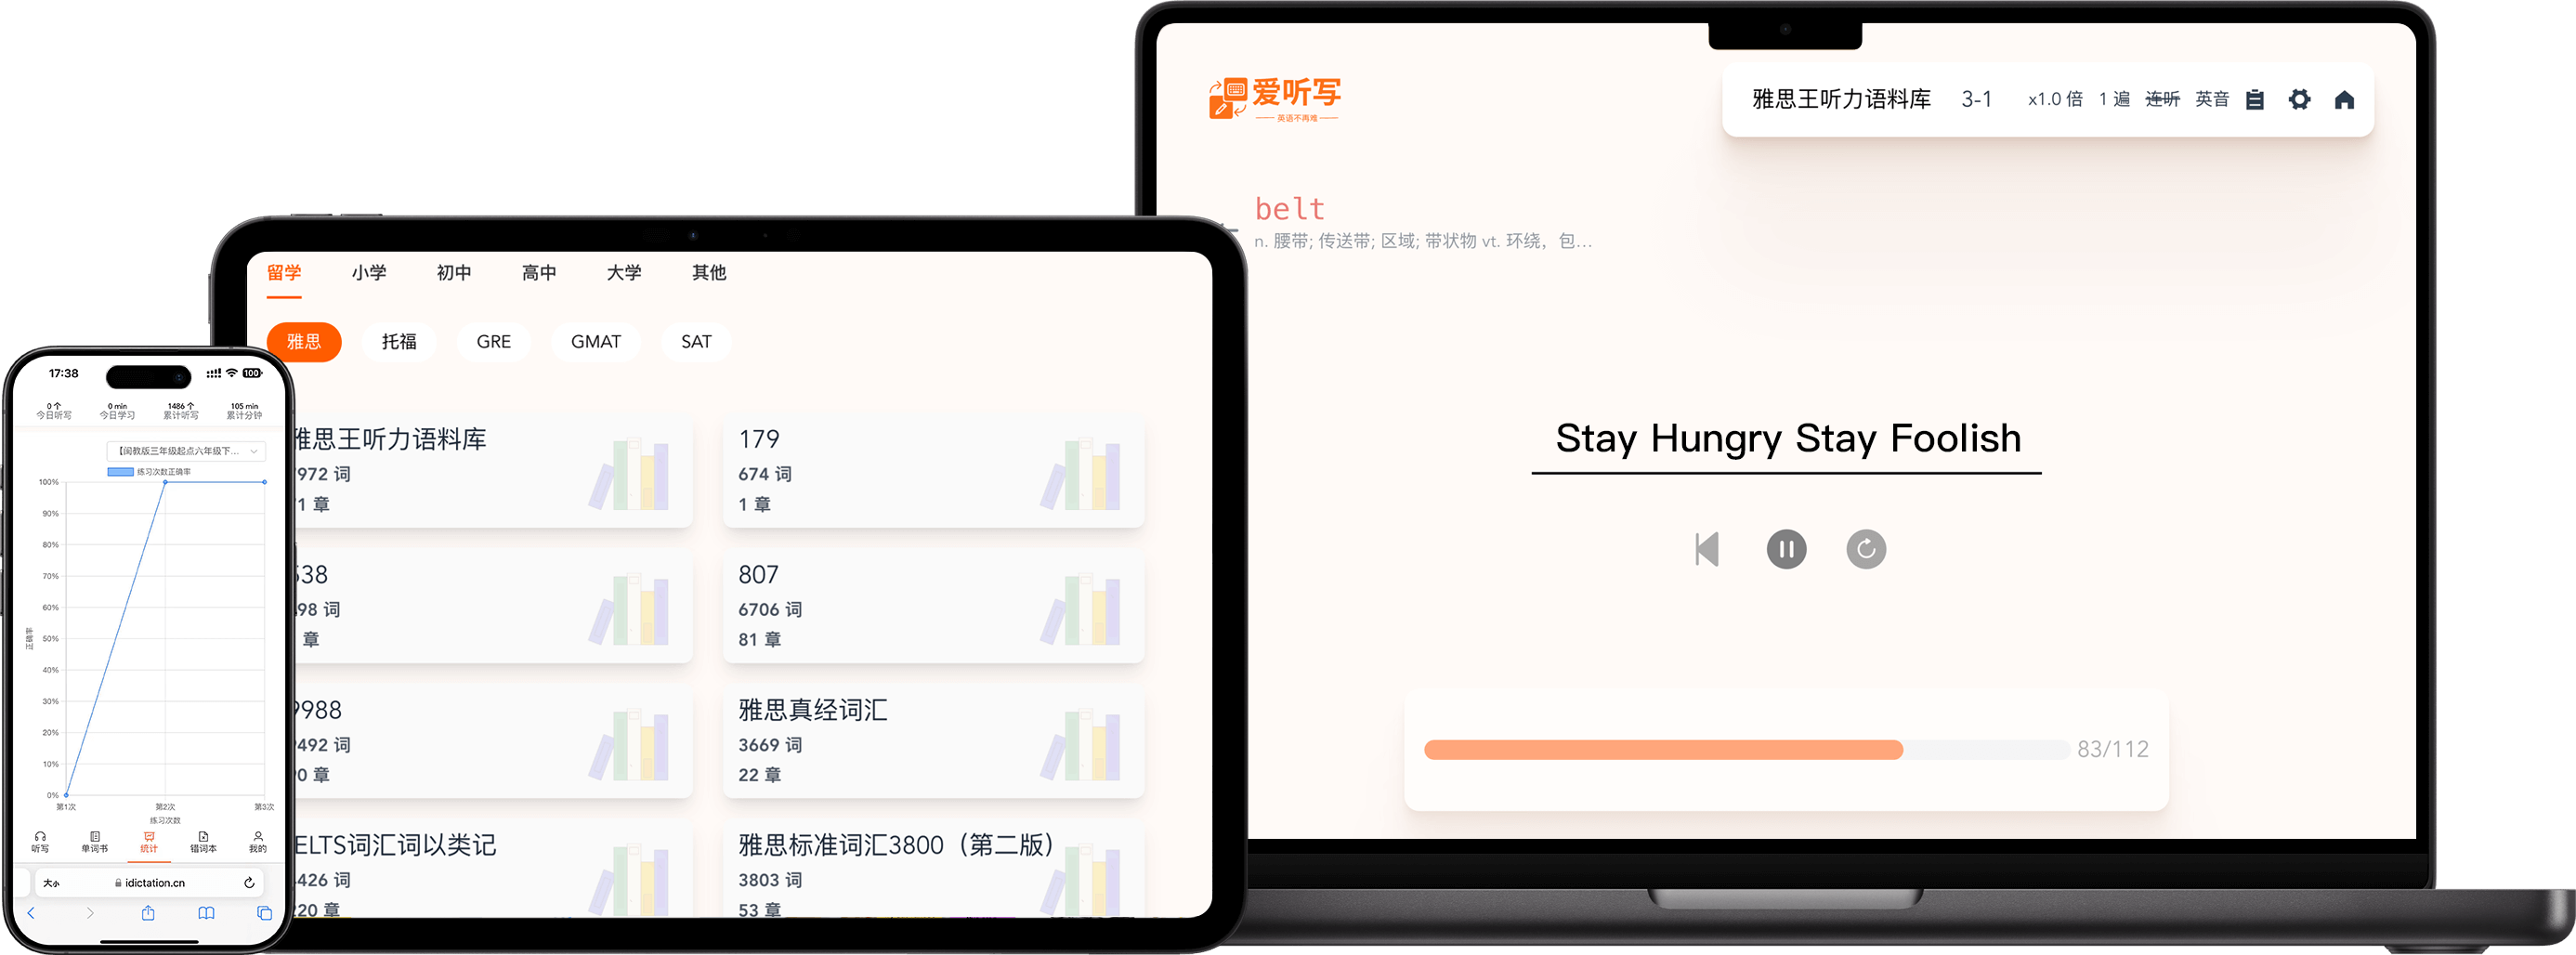 爱听写
英语不再难
雅思王听力语料库 3-1 x1.0 倍 1 遍 连听 英音
belt
n. 腰带; 传送带; 区域; 带状物 vt. 环绕，包...
Stay Hungry Stay Foolish
83/112
留学 小学 初中 高中 大学 其他
雅思 托福 GRE GMAT SAT
雅思王听力语料库
972 词
1 章
179
674 词
1 章
38
98 词
章
807
6706 词
81 章
9988
492 词
0 章
雅思真经词汇
3669 词
22 章
ELTS词汇词以类记
426 词
20 章
雅思标准词汇3800（第二版）
3803 词
53 章
17:38 100
0 个 0 min 1486 个 105 min
今日听写 今日学习 累计听写 累计分钟
【闽教版三年级起点六年级下...
练习次数正确率
100%
90%
80%
70%
60%
50%
40%
30%
20%
10%
0%
正确率
第1次 第2次 第3次
练习次数
听写 单词书 统计 错词本 我的
大小 idictation.cn